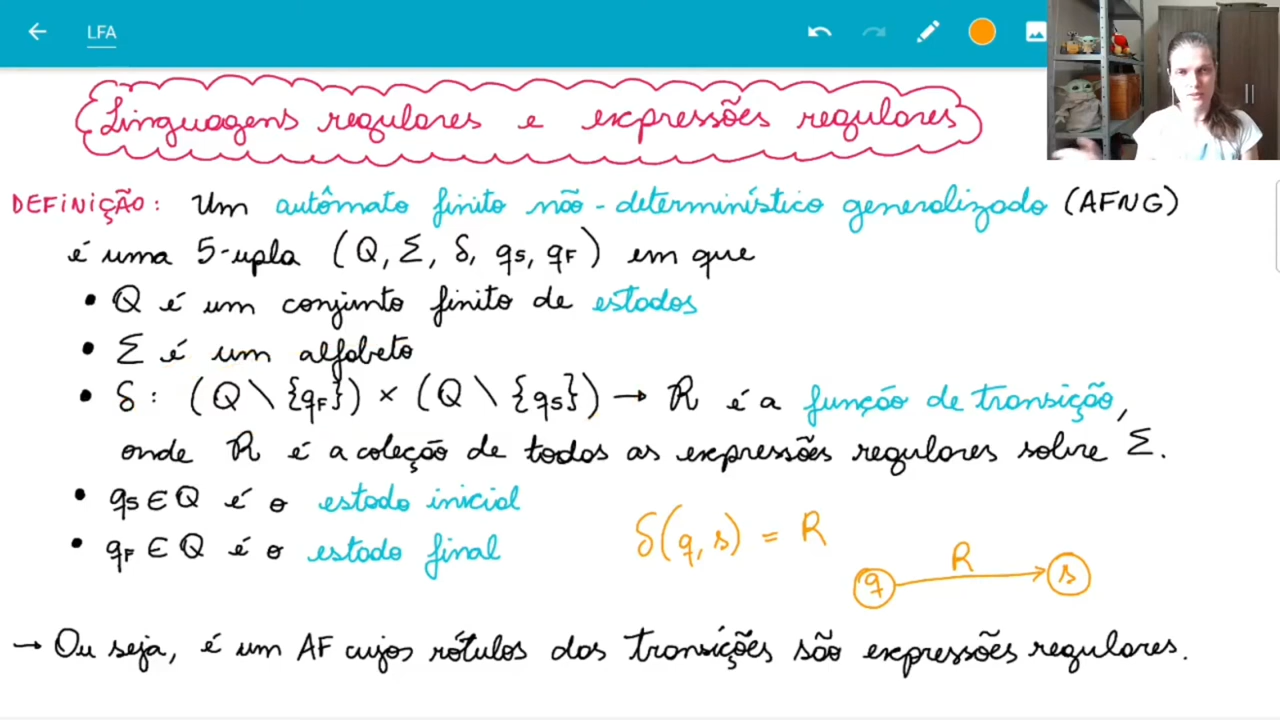 LFA
Linguagens regulares e expressões regulares
DEFINIÇÃO: Um autômato finito não-determinístico generalizado (AFNG)
é uma 5-upla (Q, Σ, δ, qS, qF) em que
• Q é um conjunto finito de estados
• Σ é um alfabeto
• δ: (Q \ {qF}) × (Q \ {qS}) → R é a função de transição,
onde R é a coleção de todas as expressões regulares sobre Σ.
• qS ∈ Q é o estado inicial
• qF ∈ Q é o estado final
δ(q, s) = R
q R s
→ Ou seja, é um AF cujos rótulos das transições são expressões regulares.